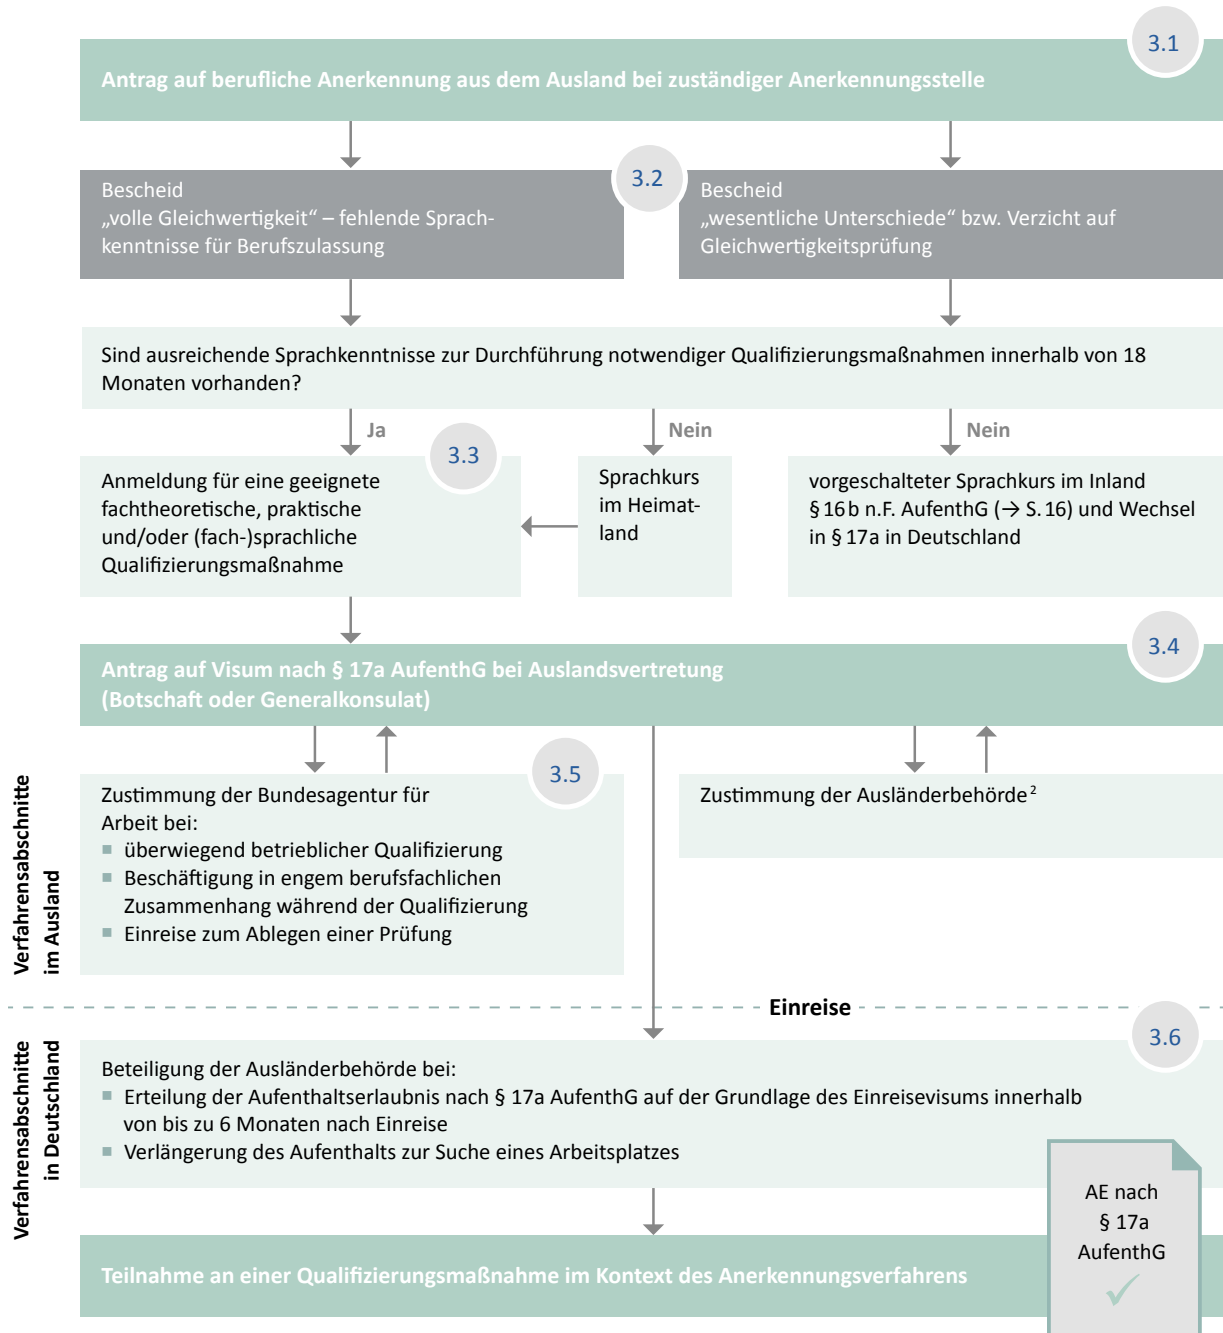 3.1
Antrag auf berufliche Anerkennung aus dem Ausland bei zuständiger Anerkennungsstelle
3.2
Bescheid
„volle Gleichwertigkeit“ – fehlende Sprach-
kenntnisse für Berufszulassung
Bescheid
„wesentliche Unterschiede“ bzw. Verzicht auf
Gleichwertigkeitsprüfung
Sind ausreichende Sprachkenntnisse zur Durchführung notwendiger Qualifizierungsmaßnahmen innerhalb von 18
Monaten vorhanden?
Ja
Nein
Nein
3.3
Anmeldung für eine geeignete
fachtheoretische, praktische
und/oder (fach-)sprachliche
Qualifizierungsmaßnahme
Sprachkurs
im Heimat-
land
vorgeschalteter Sprachkurs im Inland
§ 16 b n.F. AufenthG (→ S. 16) und Wechsel
in § 17 a in Deutschland
3.4
Antrag auf Visum nach § 17a AufenthG bei Auslandsvertretung
(Botschaft oder Generalkonsulat)
3.5
Zustimmung der Bundesagentur für
Arbeit bei:
■ überwiegend betrieblicher Qualifizierung
■ Beschäftigung in engem berufsfachlichen
Zusammenhang während der Qualifizierung
■ Einreise zum Ablegen einer Prüfung
Zustimmung der Ausländerbehörde ²
Verfahrensabschnitte
im Ausland
Einreise
3.6
Verfahrensabschnitte
in Deutschland
Beteiligung der Ausländerbehörde bei:
■ Erteilung der Aufenthaltserlaubnis nach § 17a AufenthG auf der Grundlage des Einreisevisums innerhalb
von bis zu 6 Monaten nach Einreise
■ Verlängerung des Aufenthalts zur Suche eines Arbeitsplatzes
AE nach
§ 17a
AufenthG
Teilnahme an einer Qualifizierungsmaßnahme im Kontext des Anerkennungsverfahrens